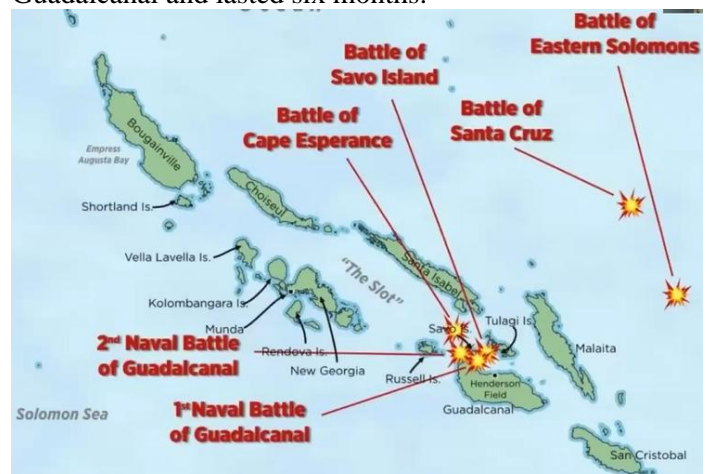 Guadalcanal and lasted six months.
Battle of
Eastern Solomons
Battle of
Savo Island
Battle of
Santa Cruz
Battle of
Cape Esperance
Bougainville
Empress
Augusta Bay
Choiseul
Shortland Is.
Vella Lavella Is.
"The Slot"
Santa Isabel
Kolombangara Is.
Munda
Savo Is.
Tulagi Is.
2nd Naval Battle
of Guadalcanal
Rendova Is.
New Georgia
Russell Is.
Malaita
Henderson
Field
Guadalcanal
1st Naval Battle
of Guadalcanal
Solomon Sea
San Cristobal